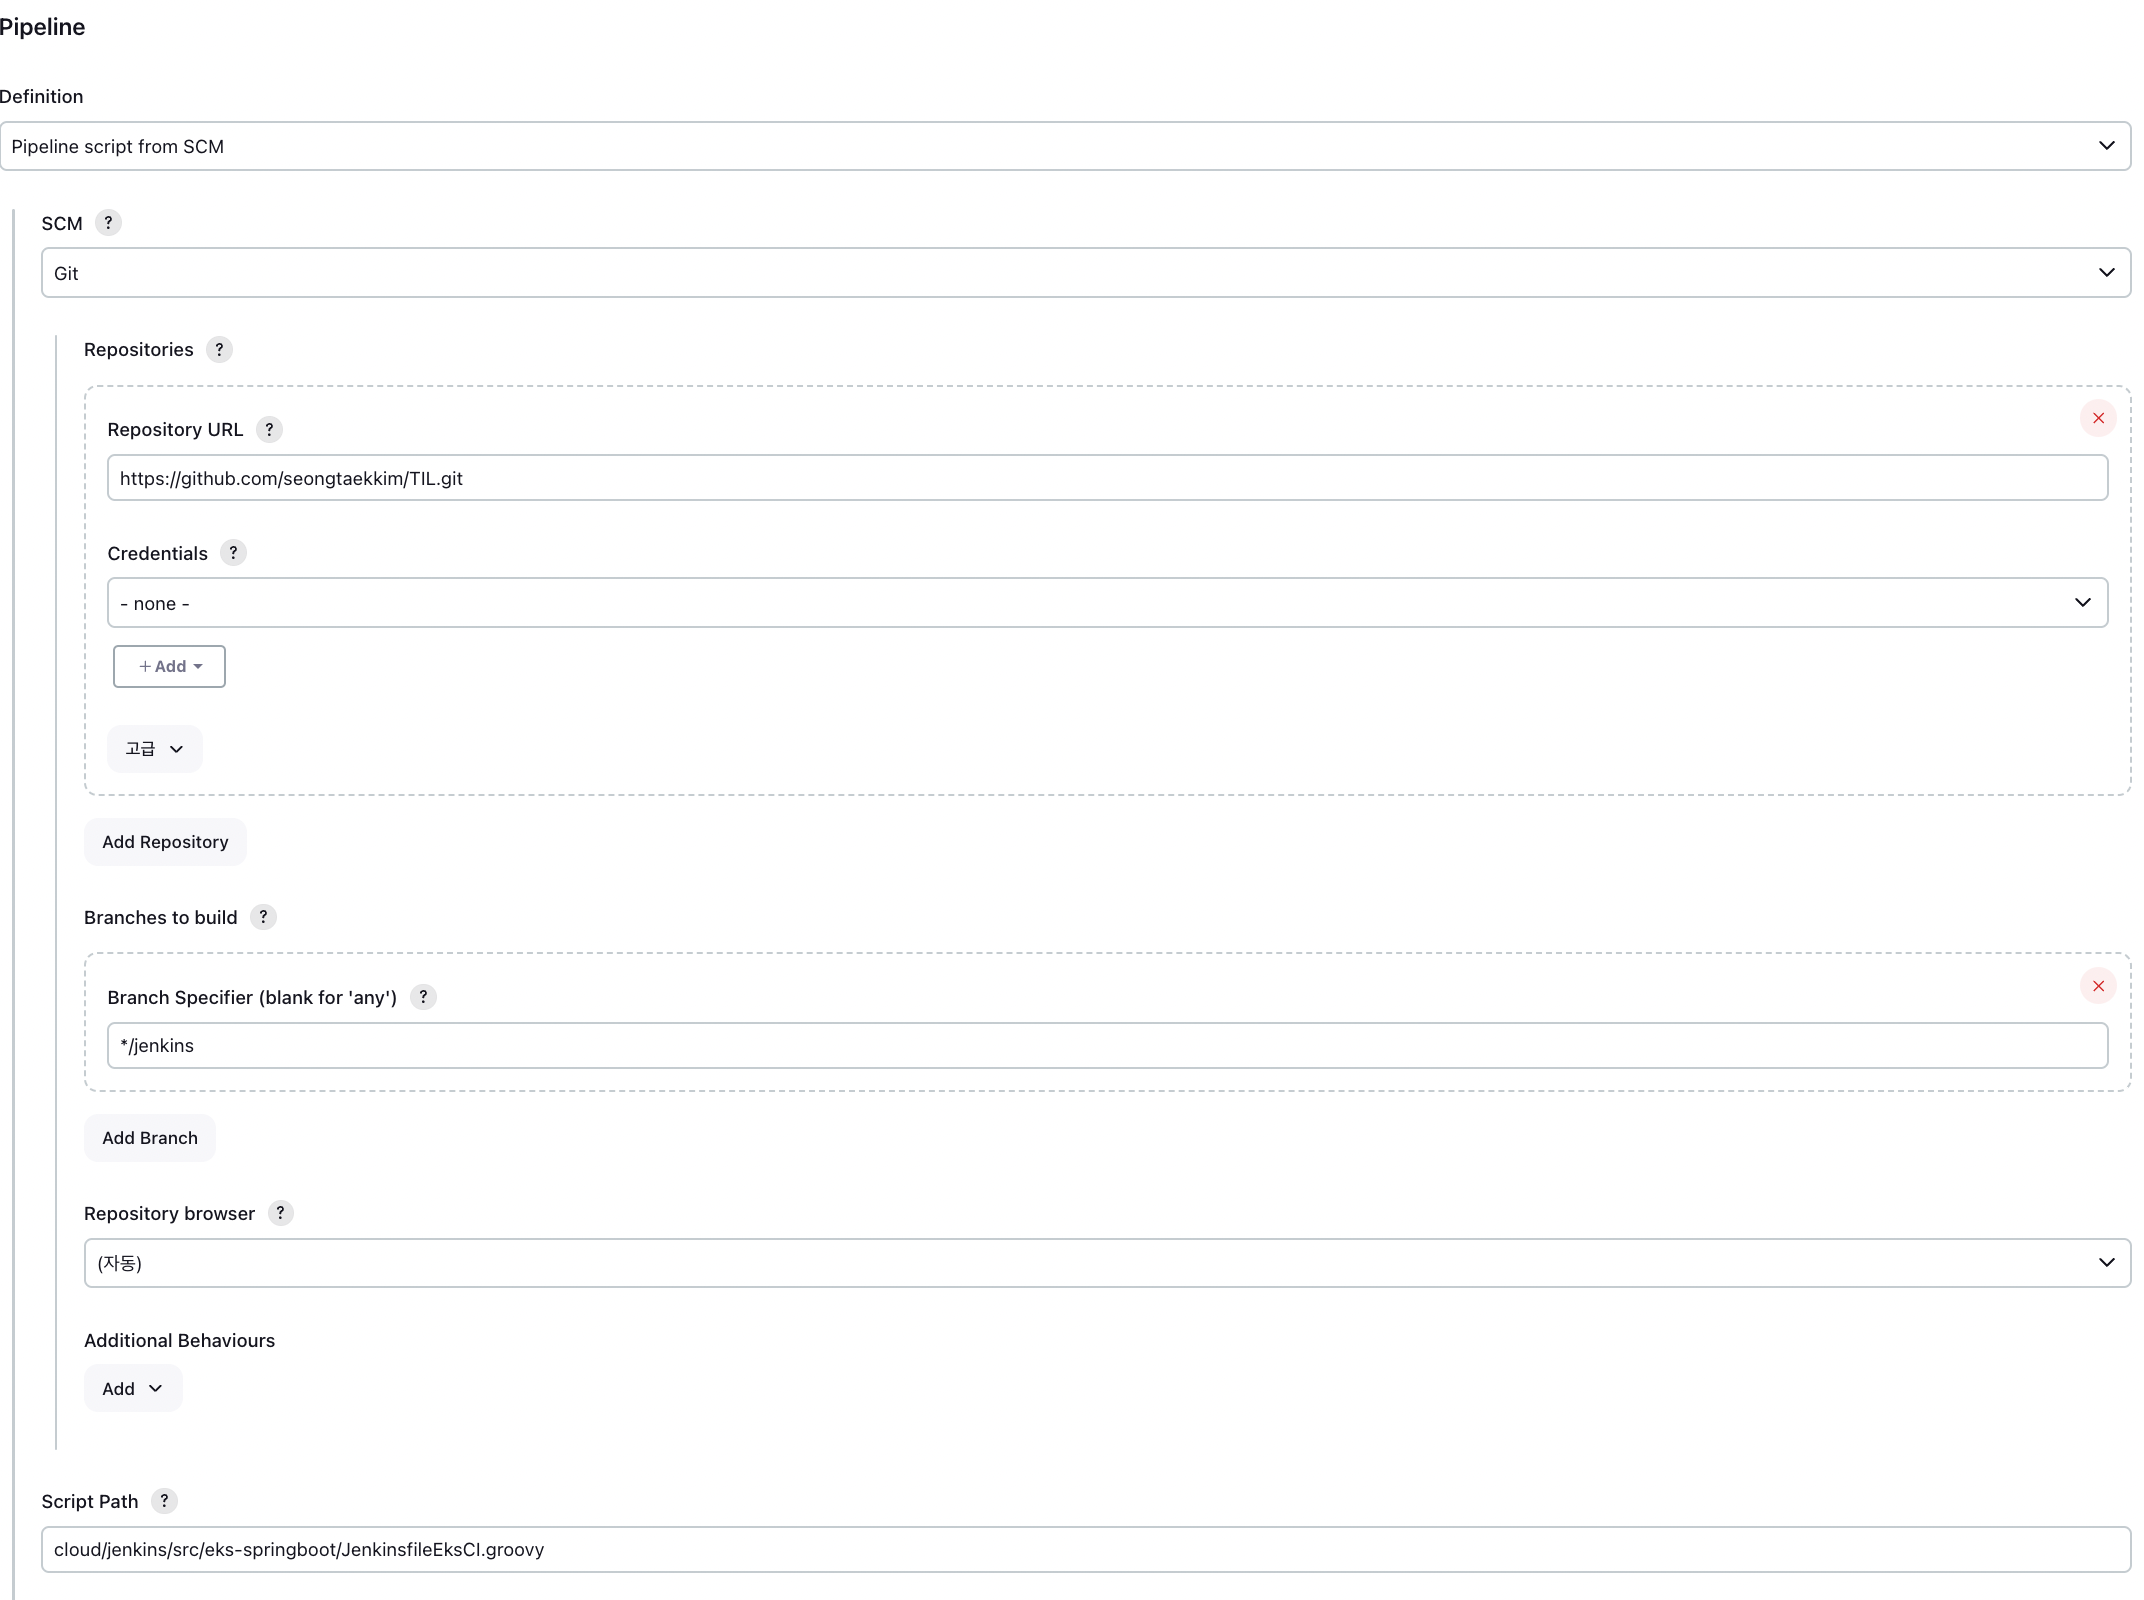 Pipeline
Definition
Pipeline script from SCM
SCM ?
Git
Repositories ?
Repository URL ?
https://github.com/seongtaekkim/TIL.git
Credentials ?
- none -
+ Add
고급
Add Repository
Branches to build ?
Branch Specifier (blank for 'any') ?
*/jenkins
Add Branch
Repository browser ?
(자동)
Additional Behaviours
Add
Script Path ?
cloud/jenkins/src/eks-springboot/JenkinsfileEksCI.groovy